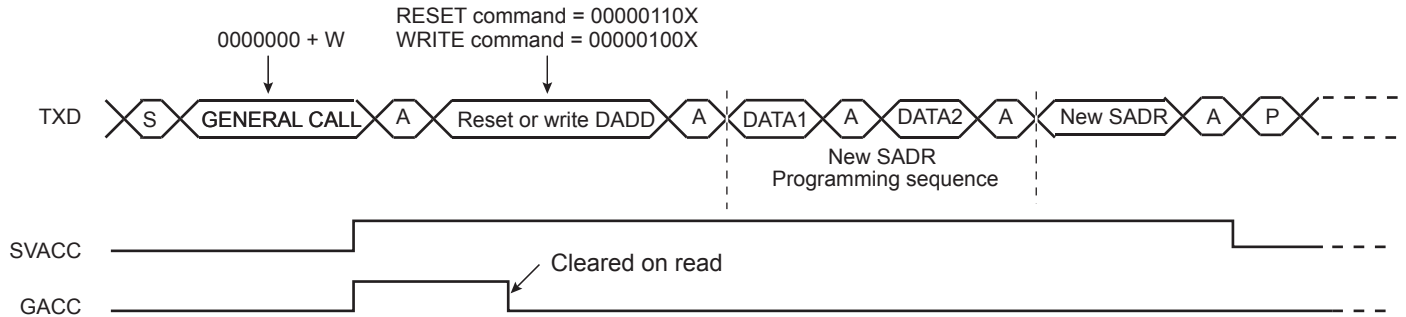 RESET command = 00000110X
0000000 + W
WRITE command = 00000100X
TXD
S
GENERAL CALL
A
Reset or write DADD
A
DATA1
A
DATA2
A
New SADR
A
P
New SADR
Programming sequence
SVACC
Cleared on read
GACC